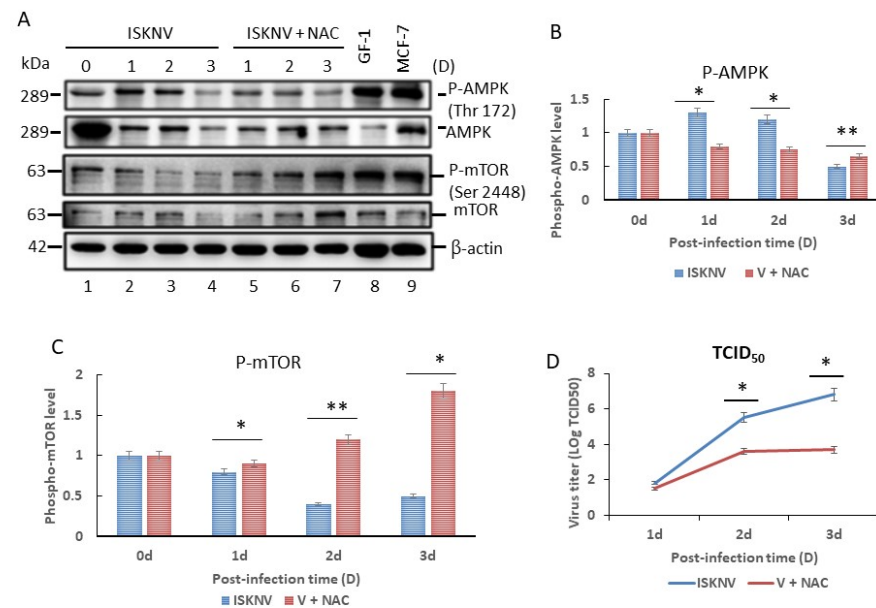 A
ISKNV
ISKNV + NAC
GF-1
MCF-7
kDa
0 1 2 3 1 2 3 (D)
289
P-AMPK
(Thr 172)
289
AMPK
63
P-mTOR
(Ser 2448)
63
mTOR
42
β-actin
1 2 3 4 5 6 7 8 9
B
P-AMPK
Phospho-AMPK level
1.5
1
0.5
0
* * **
0d 1d 2d 3d
Post-infection time (D)
ISKNV V + NAC
C
P-mTOR
Phospho-mTOR level
2
1.5
1
0.5
0
* ** *
0d 1d 2d 3d
Post-infection time (D)
ISKNV V + NAC
D
TCID50
Virus titer (LOg TCID50)
8
6
4
2
0
* *
1d 2d 3d
Post-infection time (D)
ISKNV V + NAC